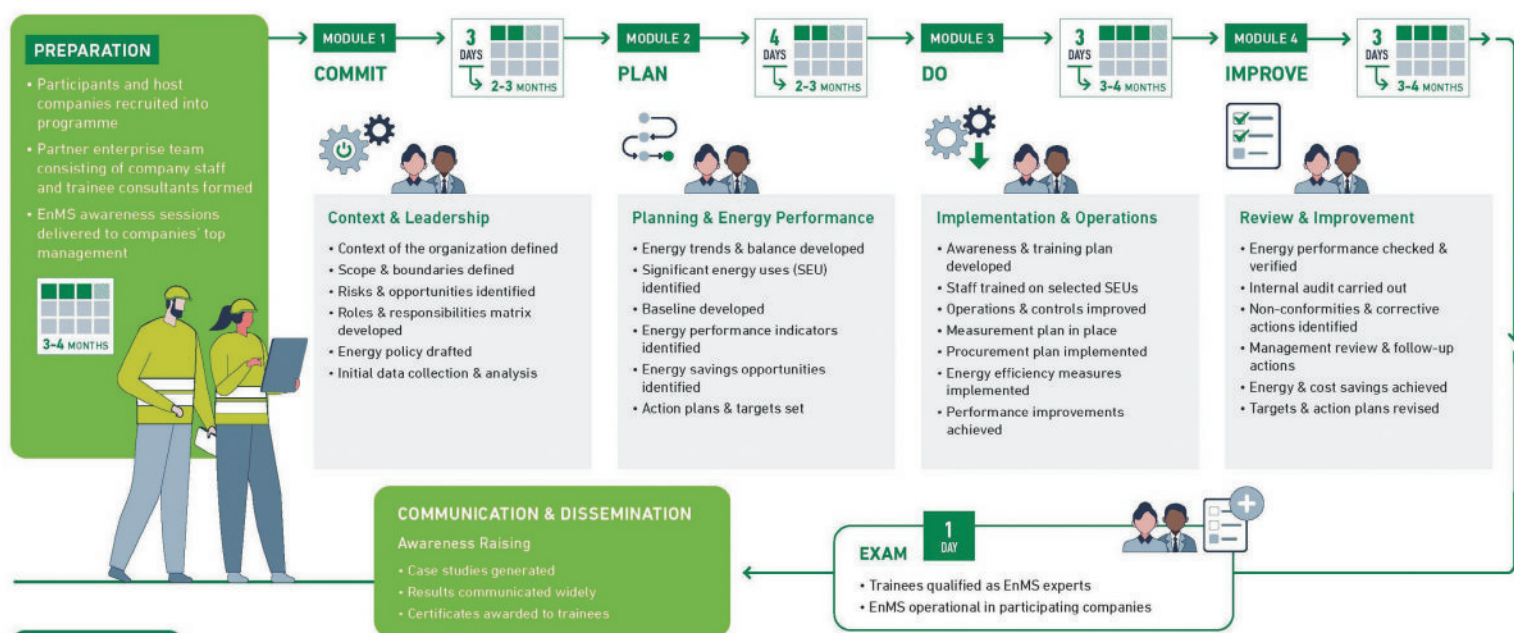 PREPARATION
• Participants and host
companies recruited into
programme
• Partner enterprise team
consisting of company staff
and trainee consultants formed
• EnMS awareness sessions
delivered to companies' top
management
3-4 MONTHS
MODULE 1
COMMIT
3
DAYS
2-3 MONTHS
Context & Leadership
• Context of the organization defined
• Scope & boundaries defined
• Risks & opportunities identified
• Roles & responsibilities matrix
developed
• Energy policy drafted
• Initial data collection & analysis
MODULE 2
PLAN
4
DAYS
2-3 MONTHS
Planning & Energy Performance
• Energy trends & balance developed
• Significant energy uses (SEU)
identified
• Baseline developed
• Energy performance indicators
identified
• Energy savings opportunities
identified
• Action plans & targets set
MODULE 3
DO
3
DAYS
3-4 MONTHS
Implementation & Operations
• Awareness & training plan
developed
• Staff trained on selected SEUs
• Operations & controls improved
• Measurement plan in place
• Procurement plan implemented
• Energy efficiency measures
implemented
• Performance improvements
achieved
MODULE 4
IMPROVE
3
DAYS
3-4 MONTHS
Review & Improvement
• Energy performance checked &
verified
• Internal audit carried out
• Non-conformities & corrective
actions identified
• Management review & follow-up
actions
• Energy & cost savings achieved
• Targets & action plans revised
EXAM
1
DAY
• Trainees qualified as EnMS experts
• EnMS operational in participating companies
COMMUNICATION & DISSEMINATION
Awareness Raising
• Case studies generated
• Results communicated widely
• Certificates awarded to trainees